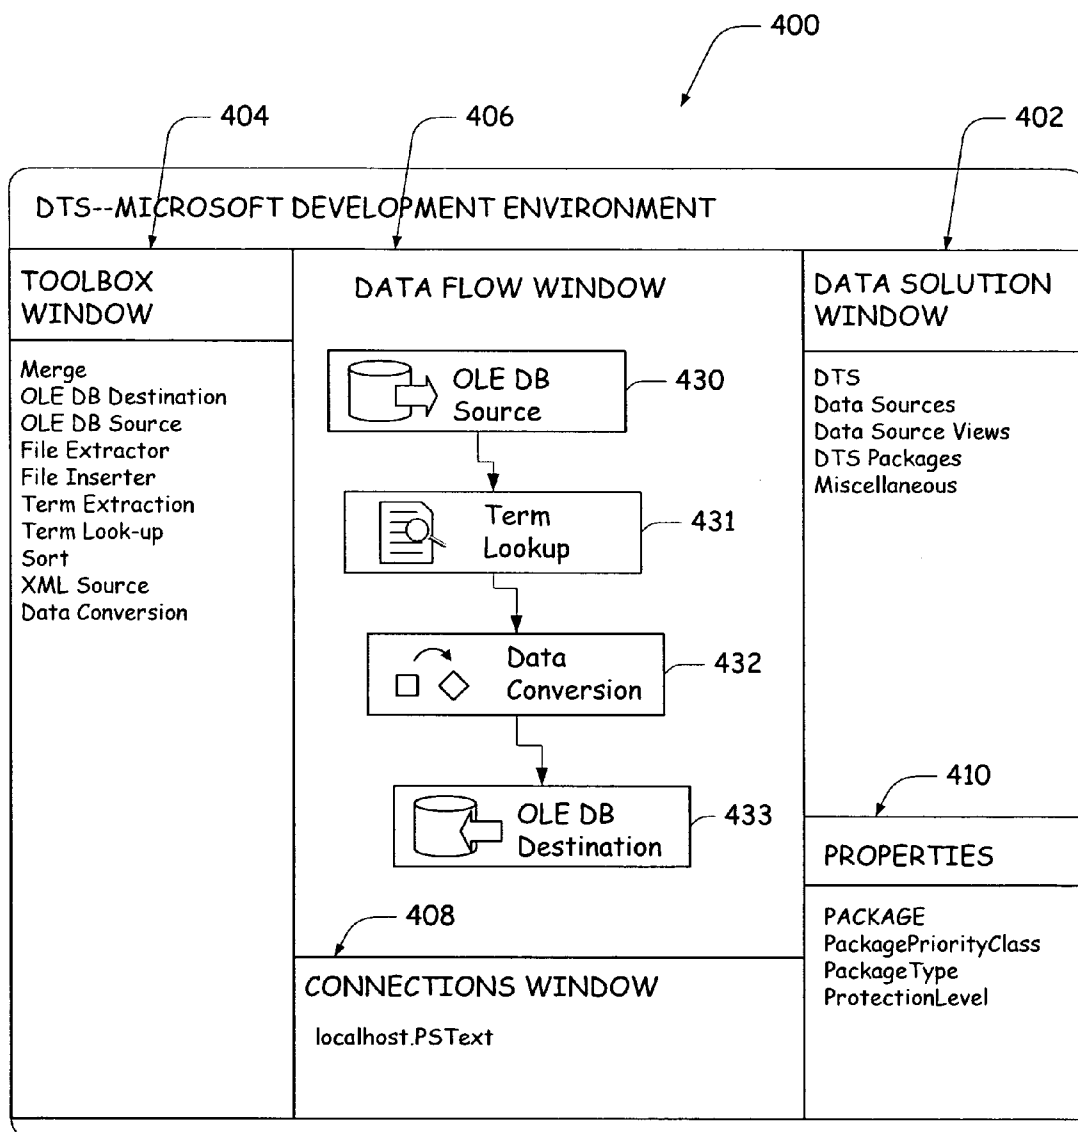 400
404
406
402
DTS--MICROSOFT DEVELOPMENT ENVIRONMENT
TOOLBOX
WINDOW
Merge
OLE DB Destination
OLE DB Source
File Extractor
File Inserter
Term Extraction
Term Look-up
Sort
XML Source
Data Conversion
DATA FLOW WINDOW
OLE DB
Source
430
Term
Lookup
431
Data
Conversion
432
OLE DB
Destination
433
408
CONNECTIONS WINDOW
localhost.PSText
DATA SOLUTION
WINDOW
DTS
Data Sources
Data Source Views
DTS Packages
Miscellaneous
410
PROPERTIES
PACKAGE
PackagePriorityClass
PackageType
ProtectionLevel